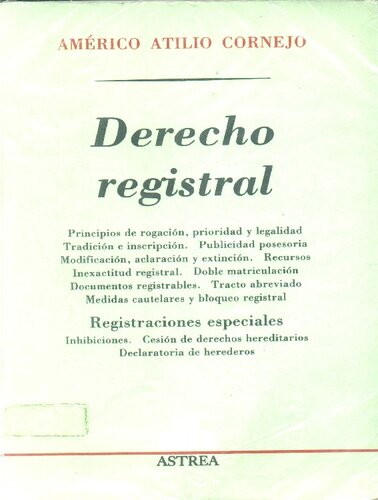 AMÉRICO ATILIO CORNEJO
Derecho
registral
Principios de rogación, prioridad y legalidad
Tradición e inscripción. Publicidad posesoria
Modificación, aclaración y extinción. Recursos
Inexactitud registral. Doble matriculación
Documentos registrables. Tracto abreviado
Medidas cautelares y bloqueo registral
Registraciones especiales
Inhibiciones. Cesión de derechos hereditarios
Declaratoria de herederos
ASTREA